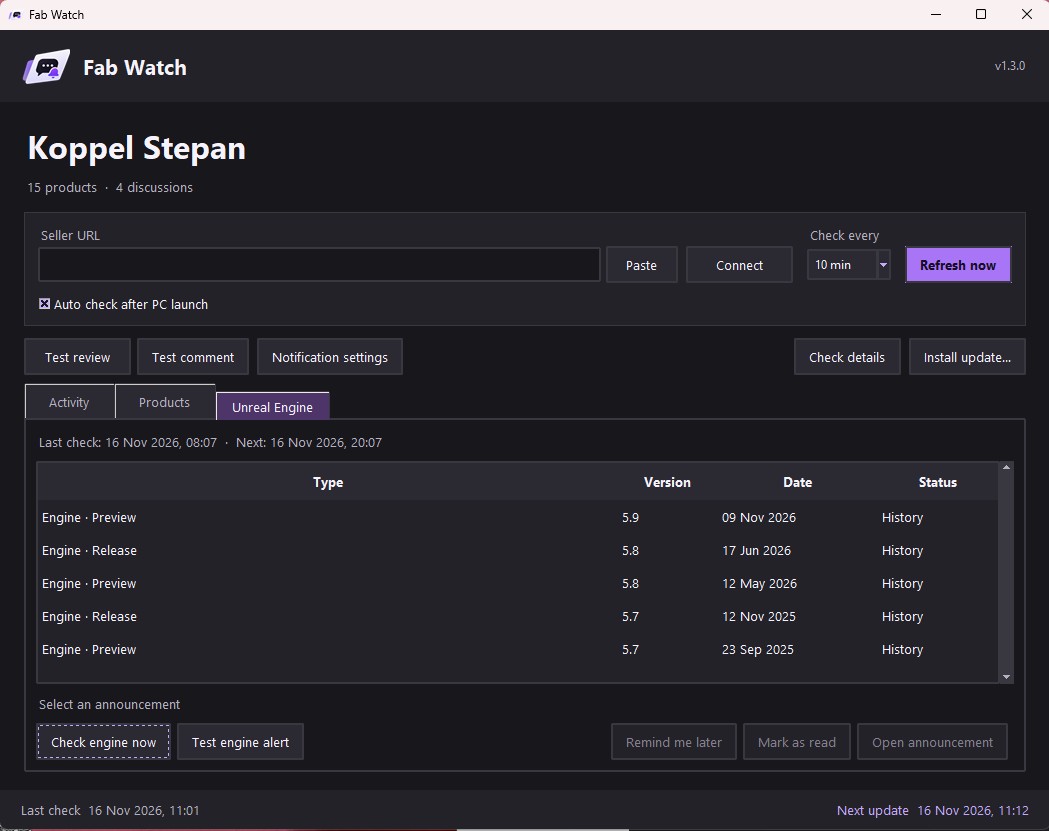 Fab Watch
Fab Watch
v1.3.0
Koppel Stepan
15 products · 4 discussions
Seller URL
Check every
Paste
Connect
10 min
Refresh now
Auto check after PC launch
Test review
Test comment
Notification settings
Check details
Install update...
Activity
Products
Unreal Engine
Last check: 16 Nov 2026, 08:07 · Next: 16 Nov 2026, 20:07
Type Version Date Status
Engine · Preview 5.9 09 Nov 2026 History
Engine · Release 5.8 17 Jun 2026 History
Engine · Preview 5.8 12 May 2026 History
Engine · Release 5.7 12 Nov 2025 History
Engine · Preview 5.7 23 Sep 2025 History
Select an announcement
Check engine now
Test engine alert
Remind me later
Mark as read
Open announcement
Last check 16 Nov 2026, 11:01
Next update 16 Nov 2026, 11:12